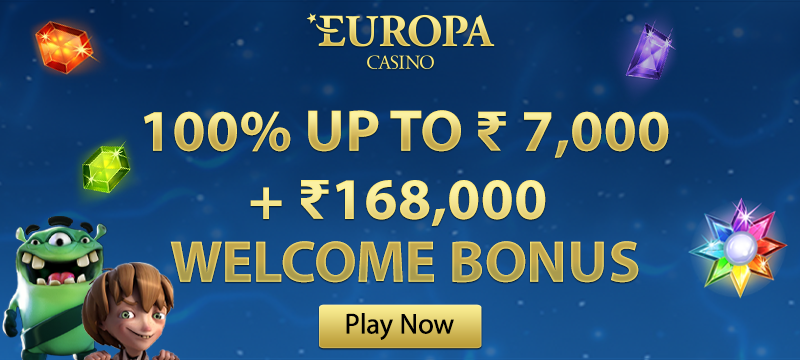 EUROPA
CASINO
100% UP TO ₹ 7,000
+ ₹168,000
WELCOME BONUS
Play Now